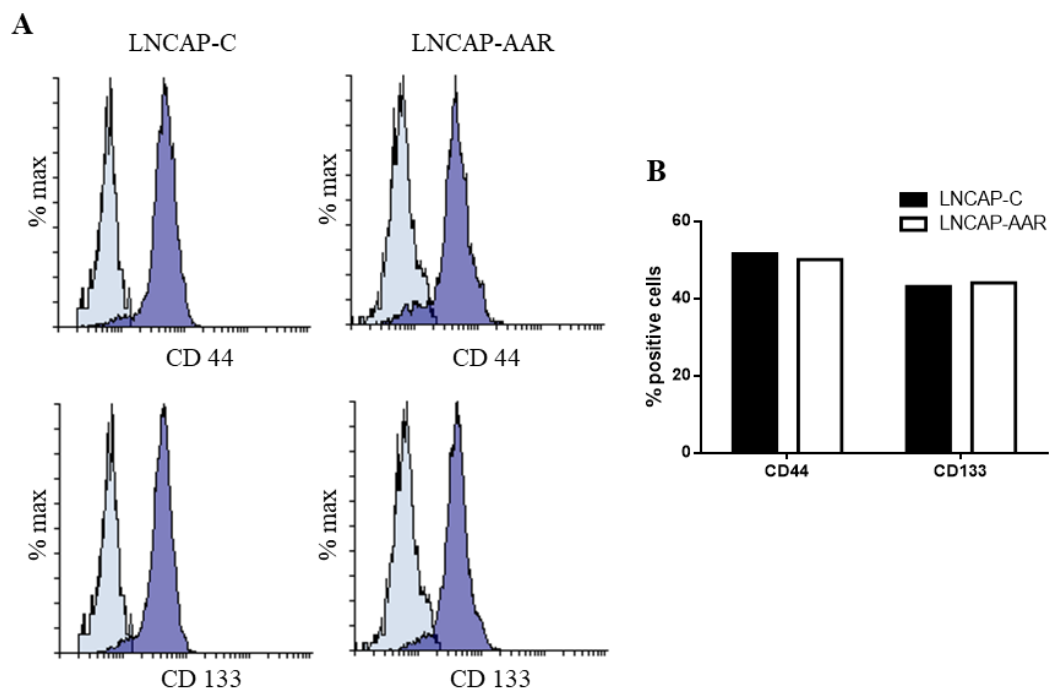 A
LNCAP-C
LNCAP-AAR
% max
% max
CD 44
CD 44
% max
% max
CD 133
CD 133
B
LNCAP-C
LNCAP-AAR
% positive cells
60
40
20
0
CD44
CD133